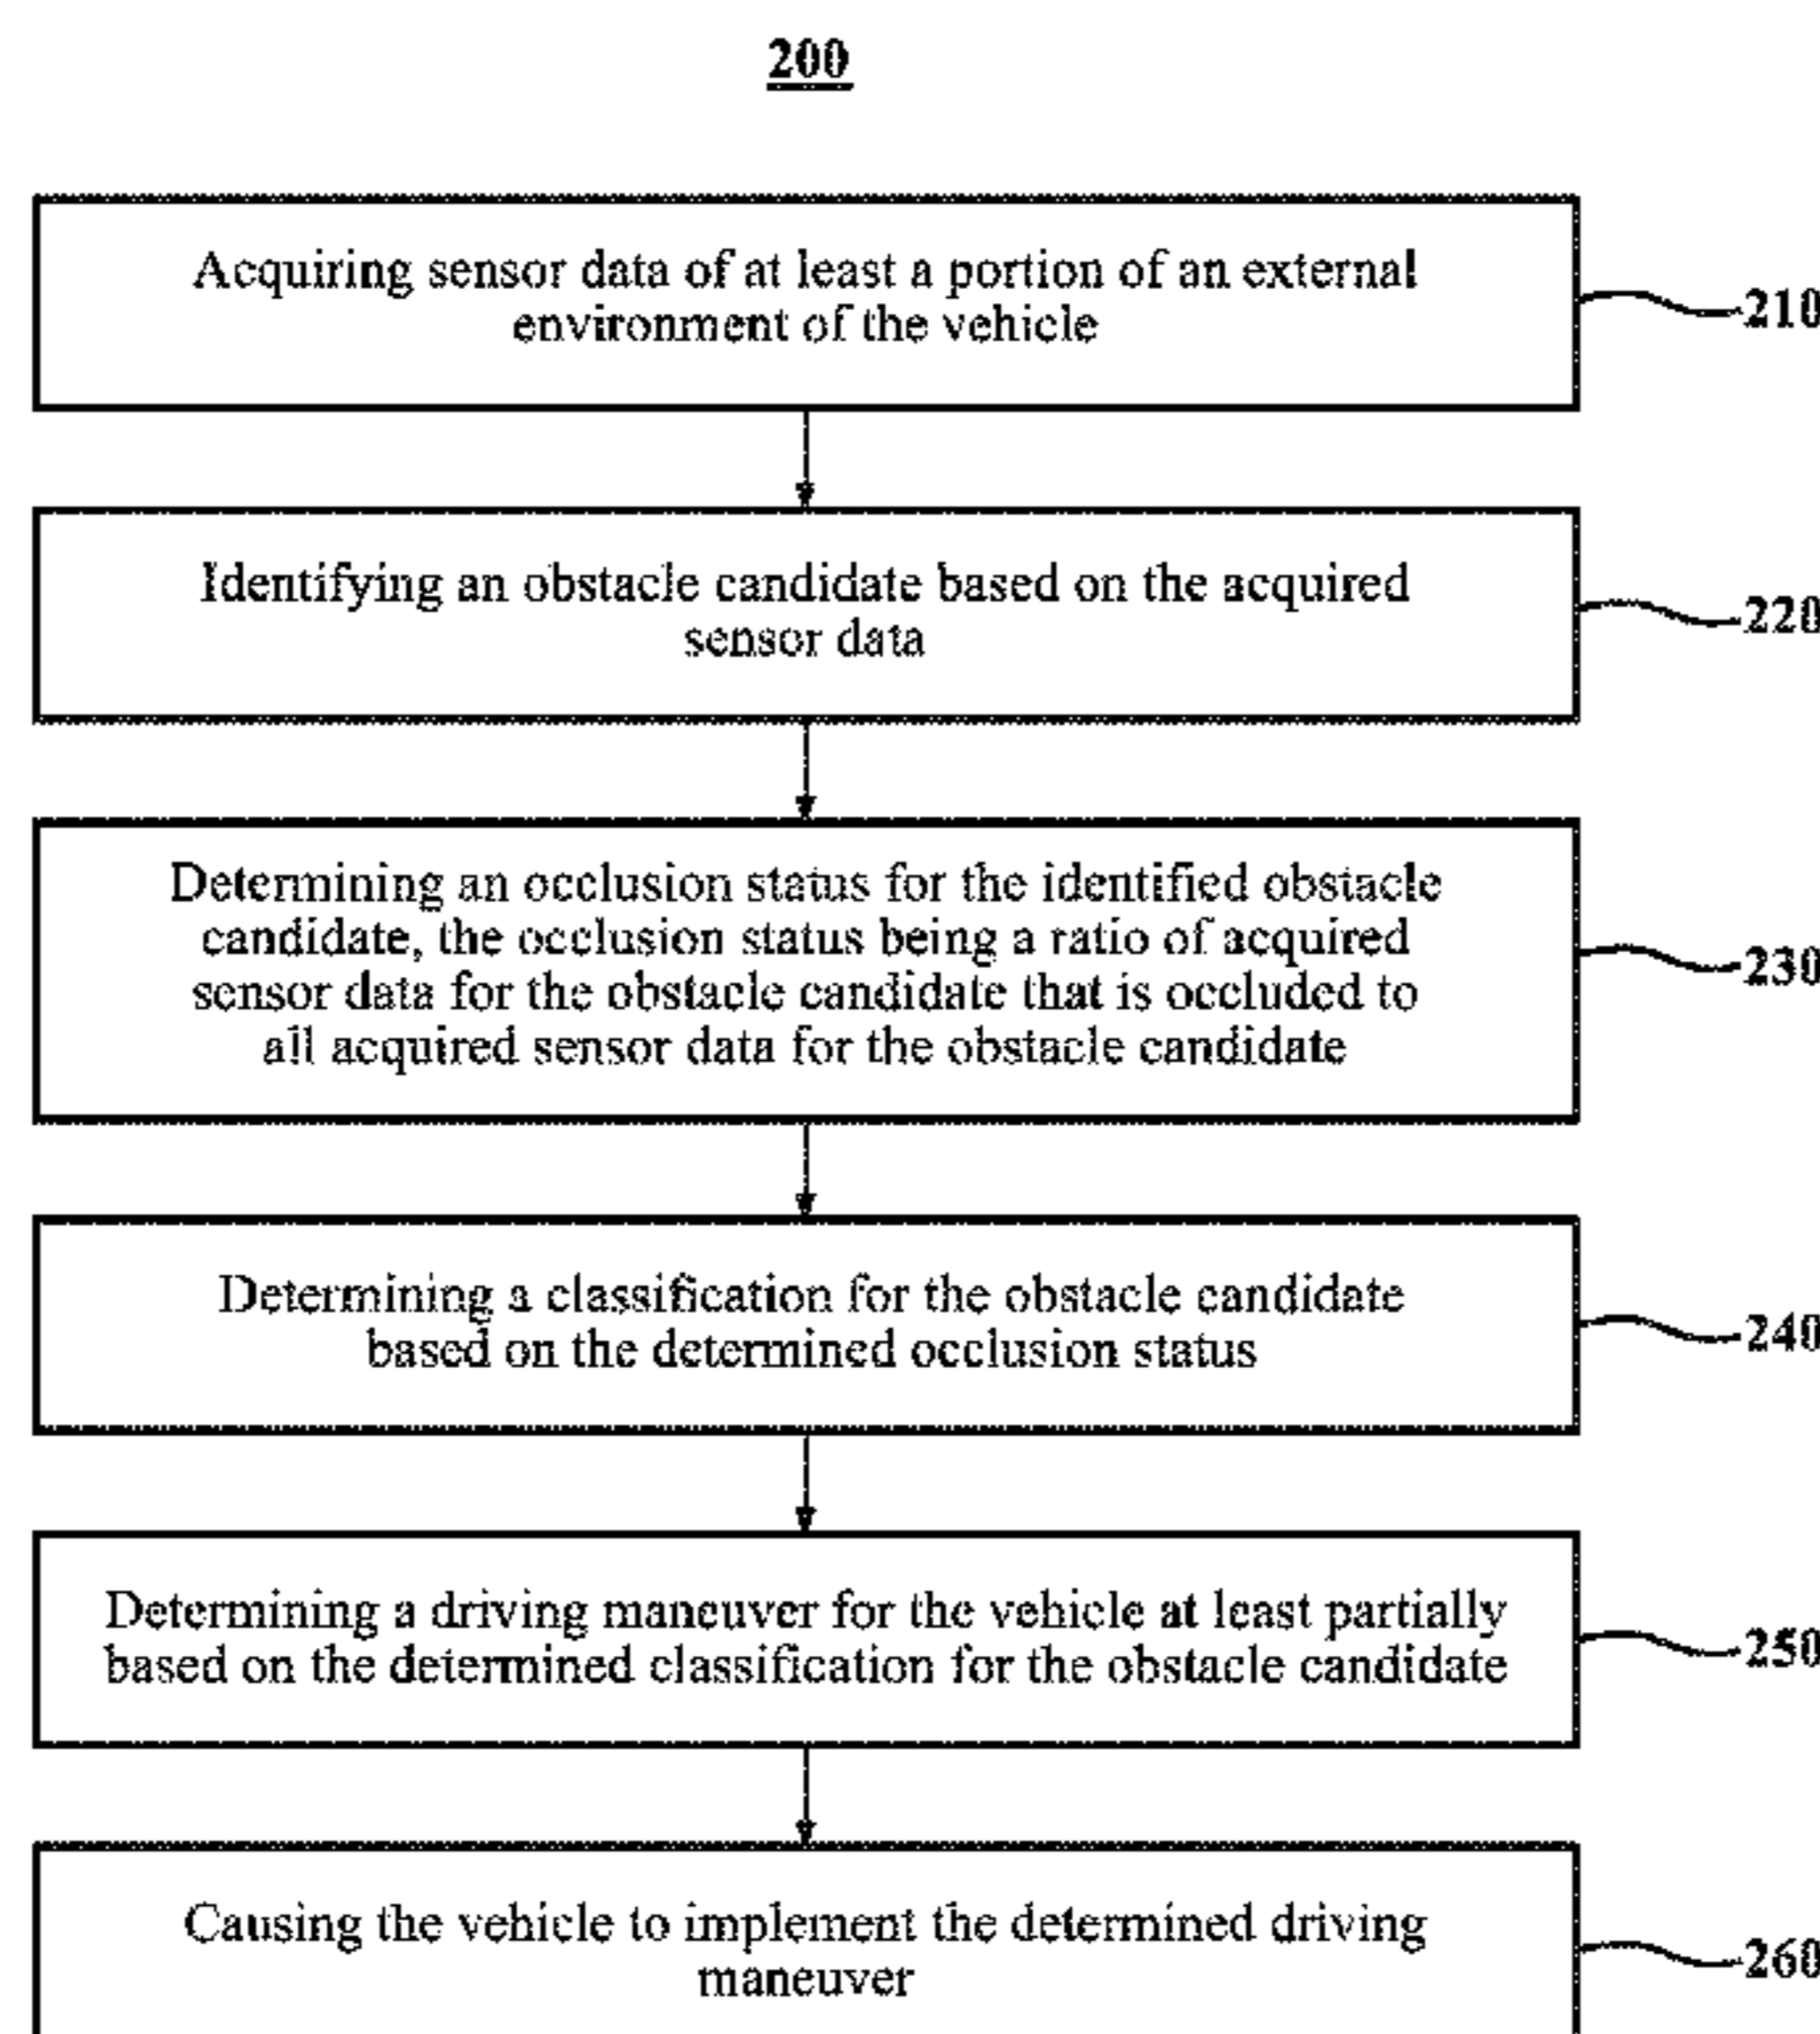 200
Acquiring sensor data of at least a portion of an external
environment of the vehicle
210
Identifying an obstacle candidate based on the acquired
sensor data
220
Determining an occlusion status for the identified obstacle
candidate, the occlusion status being a ratio of acquired
sensor data for the obstacle candidate that is occluded to
all acquired sensor data for the obstacle candidate
230
Determining a classification for the obstacle candidate
based on the determined occlusion status
240
Determining a driving maneuver for the vehicle at least partially
based on the determined classification for the obstacle candidate
250
Causing the vehicle to implement the determined driving
maneuver
260